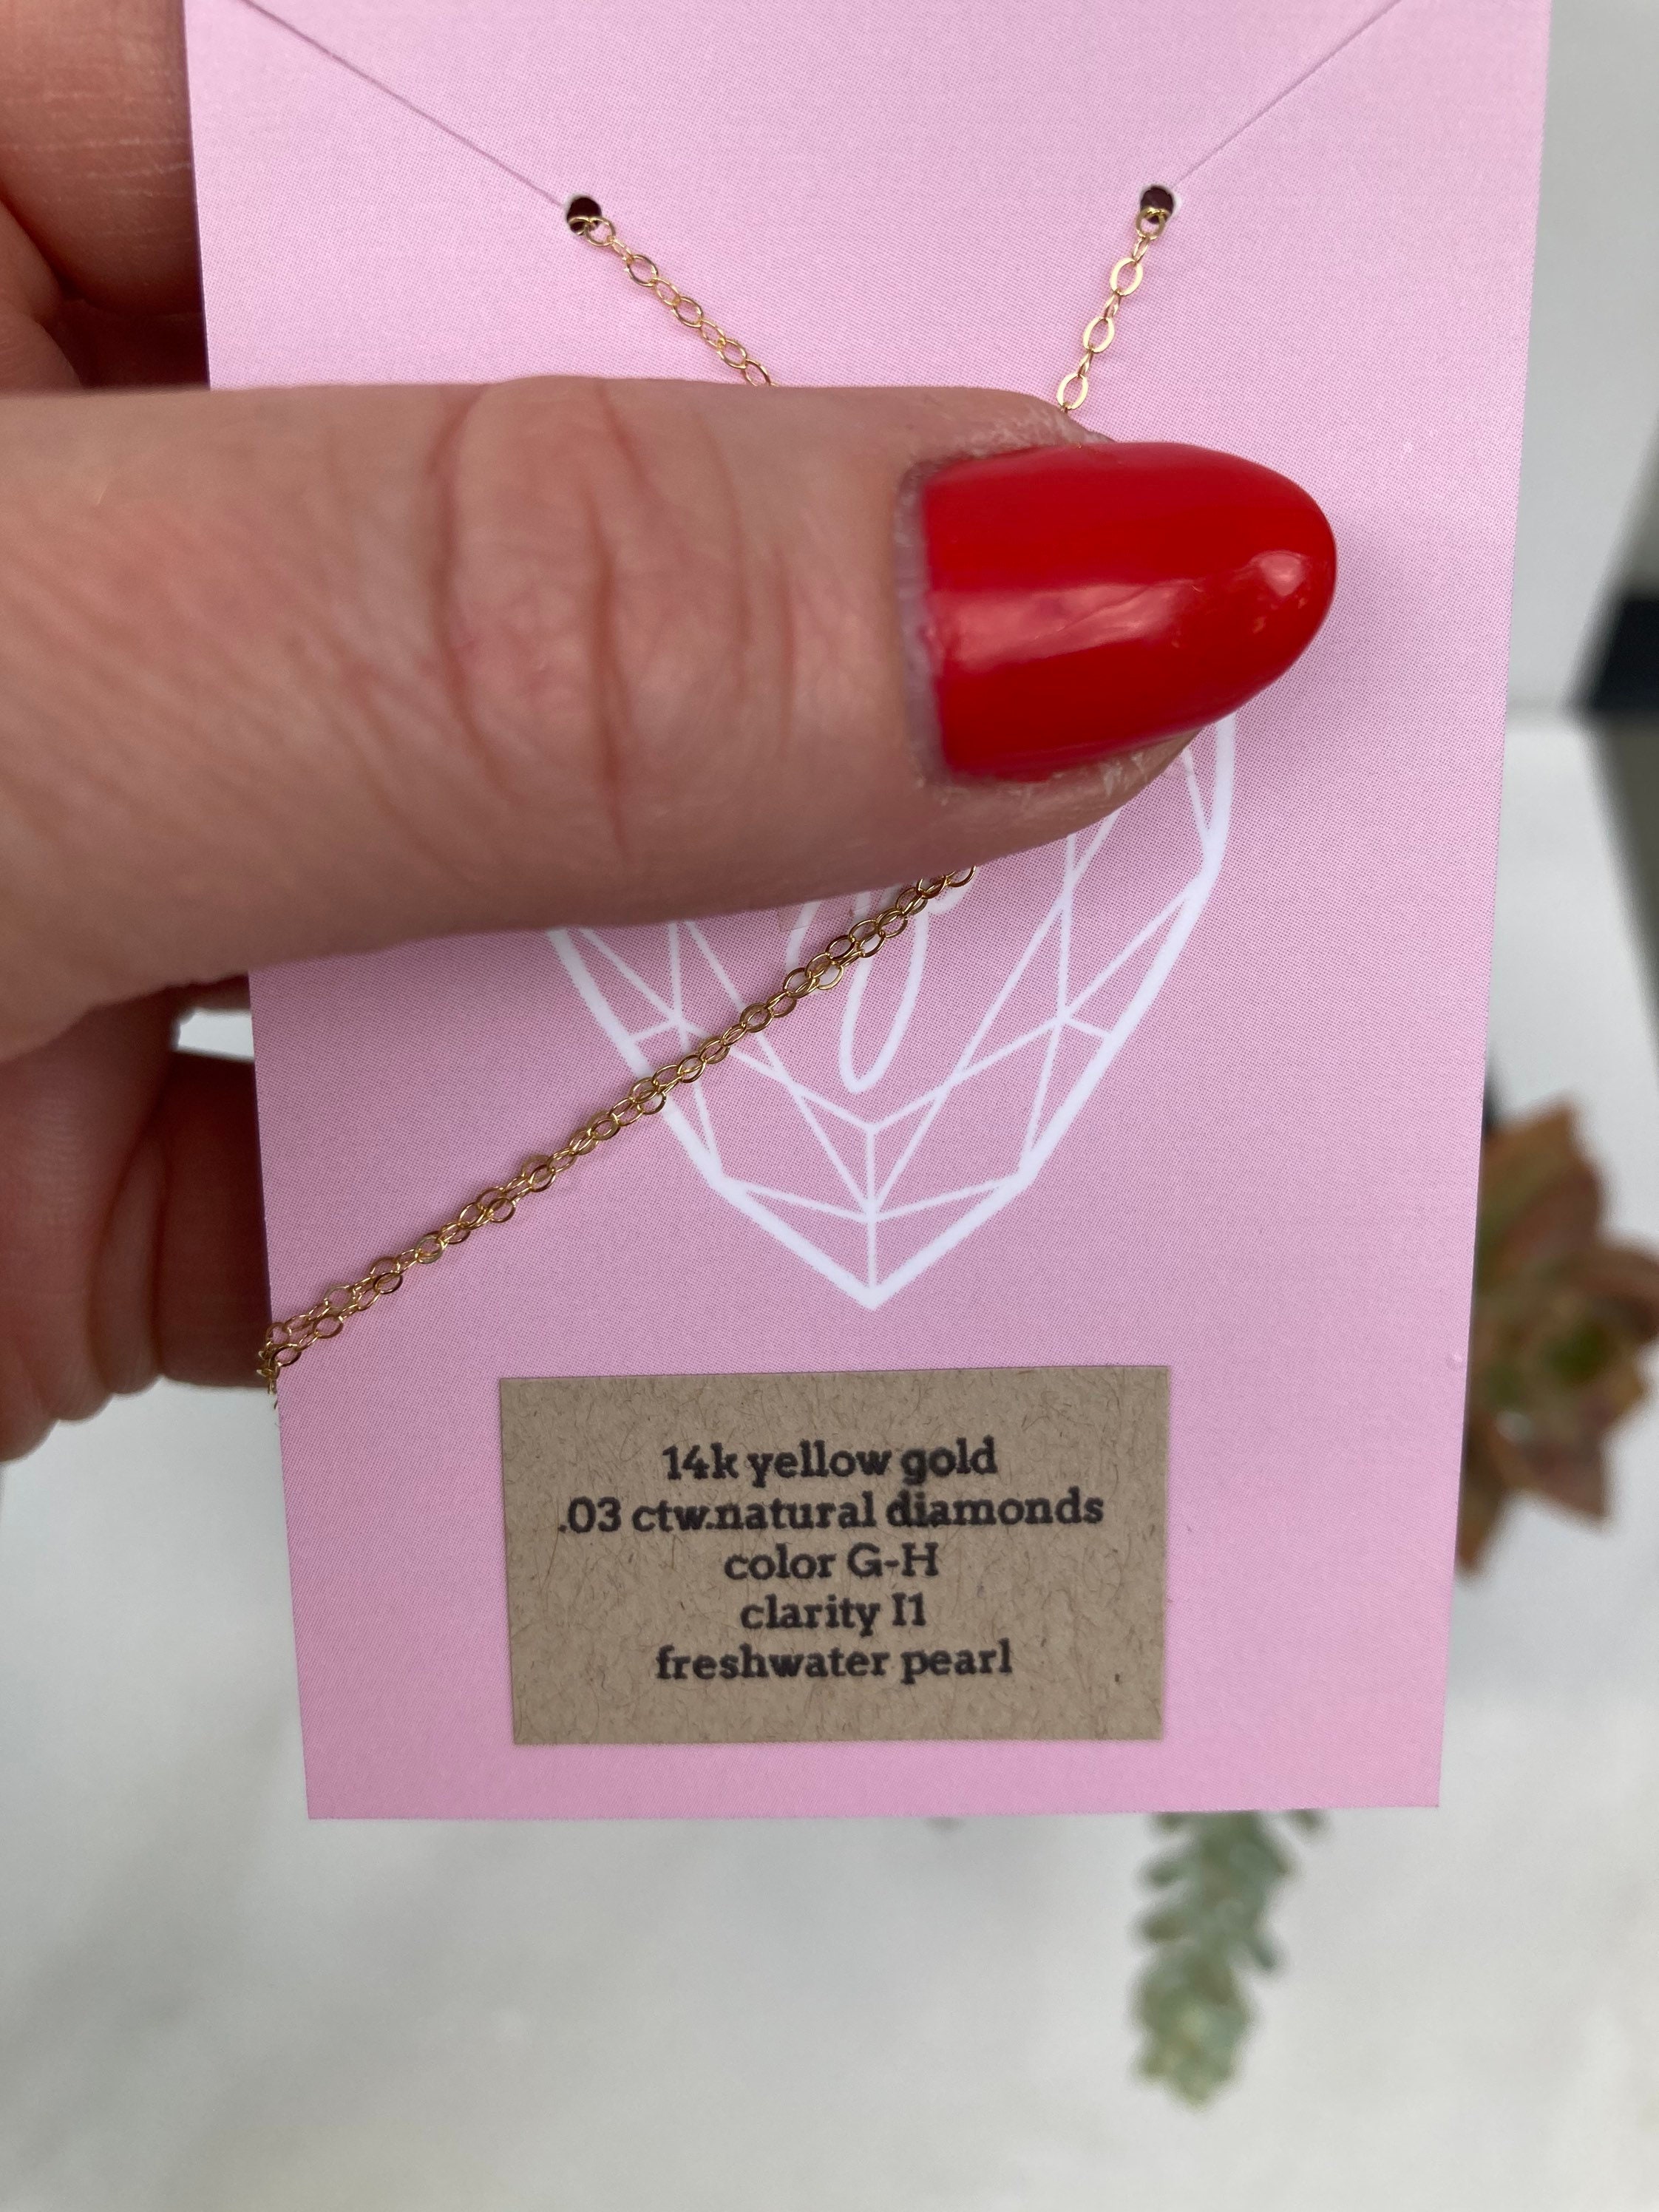 14k yellow gold
.03 ctw.natural diamonds
color G-H
clarity I1
freshwater pearl